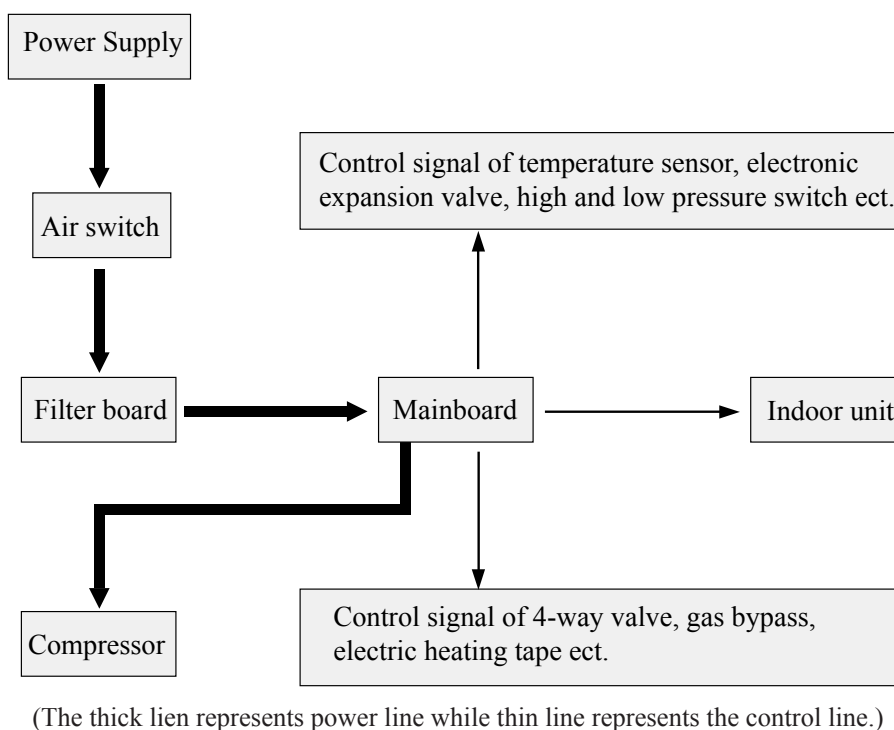 Power Supply
Control signal of temperature sensor, electronic
expansion valve, high and low pressure switch ect.
Air switch
Filter board
Mainboard
Indoor unit
Compressor
Control signal of 4-way valve, gas bypass,
electric heating tape ect.
(The thick lien represents power line while thin line represents the control line.)